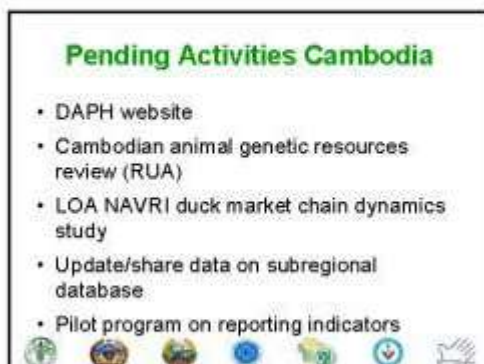 Pending Activities Cambodia
• DAPH website
• Cambodian animal genetic resources
review (RUA)
• LOA NAVRI duck market chain dynamics
study
• Update/share data on subregional
database
• Pilot program on reporting indicators